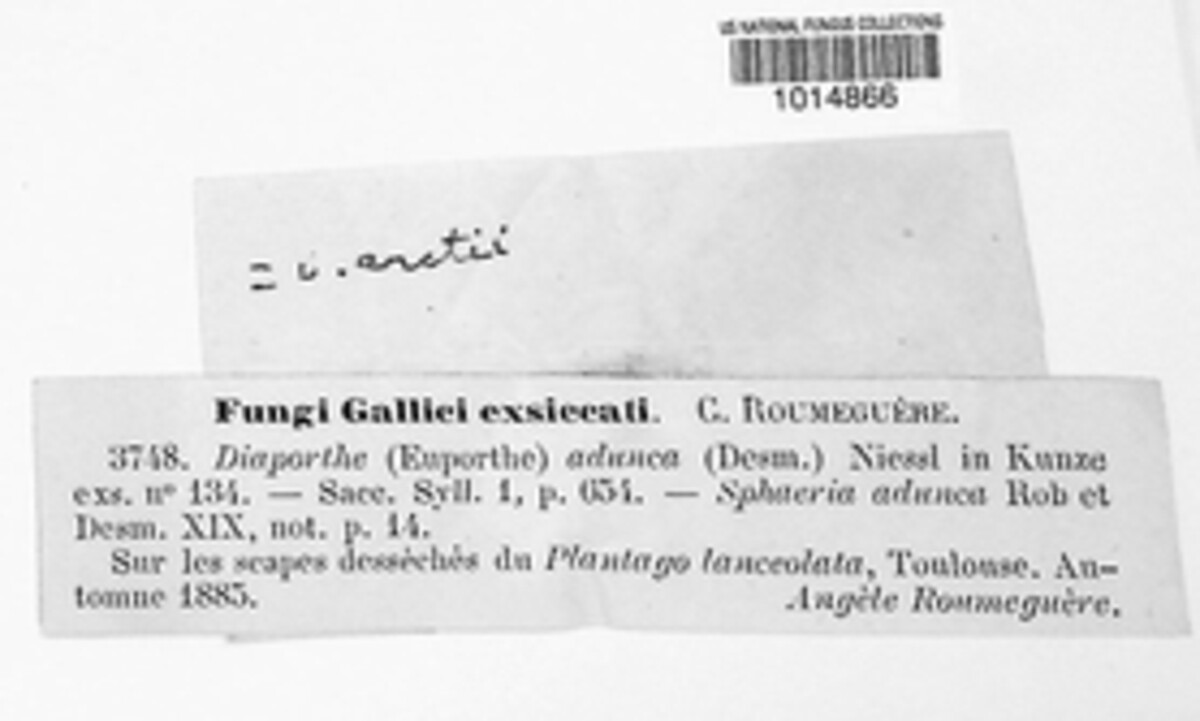 US NATIONAL FUNGUS COLLECTIONS
1014866
= D. arctii
Fungi Gallici exsiccati. C. ROUMEGUÈRE.
3748. Diaporthe (Euporthe) adunca (Desm.) Niessl in Kunze
exs. nº 134. — Sacc. Syll. 1, p. 654. — Sphaeria adunca Rob et
Desm. XIX, not. p. 14.
Sur les scapes desséchés du Plantago lanceolata, Toulouse. Au-
tomne 1885.
Angèle Roumeguère.